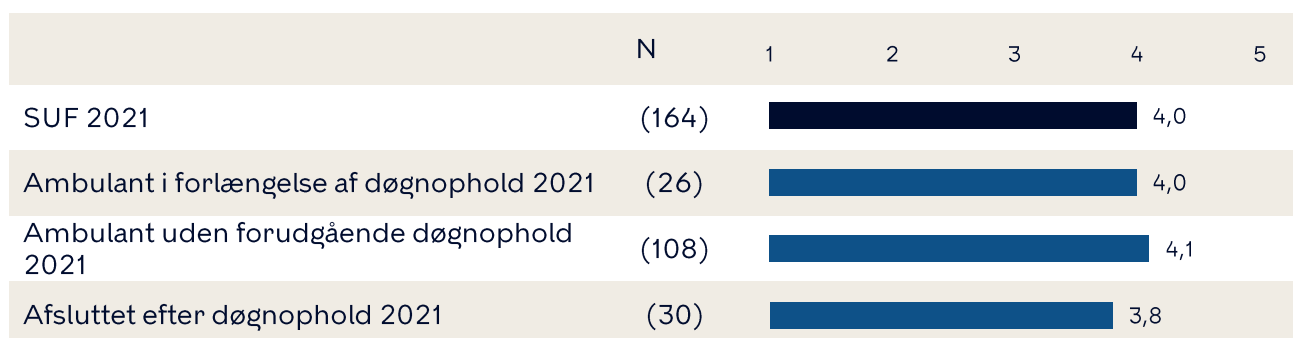 N 1 2 3 4 5
SUF 2021 (164) 4,0
Ambulant i forlængelse af døgnophold 2021 (26) 4,0
Ambulant uden forudgående døgnophold
2021 (108) 4,1
Afsluttet efter døgnophold 2021 (30) 3,8